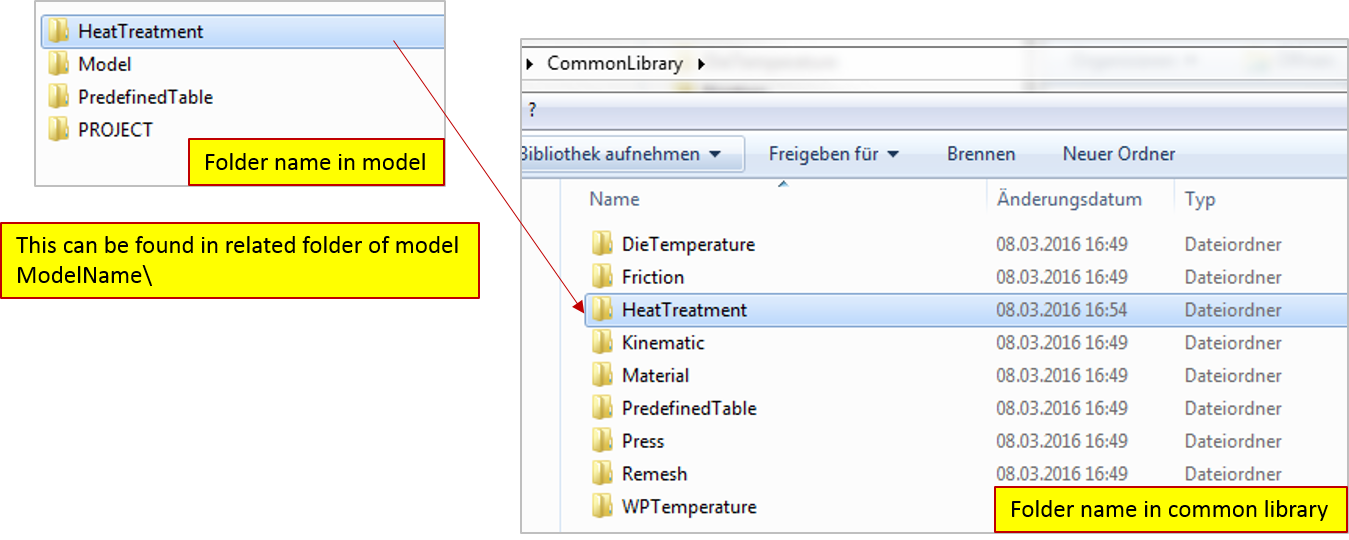 HeatTreatment
Model
PredefinedTable
PROJECT
Folder name in model
This can be found in related folder of model
ModelName\
CommonLibrary
?
Bibliothek aufnehmen Freigeben für Brennen Neuer Ordner
Name Änderungsdatum Typ
DieTemperature 08.03.2016 16:49 Dateiordner
Friction 08.03.2016 16:49 Dateiordner
HeatTreatment 08.03.2016 16:54 Dateiordner
Kinematic 08.03.2016 16:49 Dateiordner
Material 08.03.2016 16:49 Dateiordner
PredefinedTable 08.03.2016 16:49 Dateiordner
Press 08.03.2016 16:49 Dateiordner
Remesh 08.03.2016 16:49 Dateiordner
WPTemperature
Folder name in common library